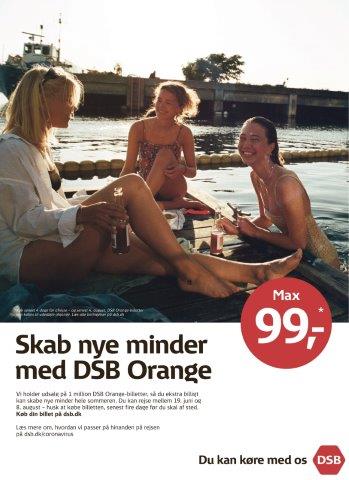 Max
99,-*
Skab nye minder
med DSB Orange
Vi holder udsalg på 1 million DSB Orange-billetter, så du ekstra billigt
kan skabe nye minder hele sommeren. Du kan rejse mellem 19. juni og
8. august – husk at købe billetten, senest fire dage før du skal af sted.
Køb din billet på dsb.dk
Læs mere om, hvordan vi passer på hinanden på rejsen
på dsb.dk/coronavirus
Du kan køre med os DSB